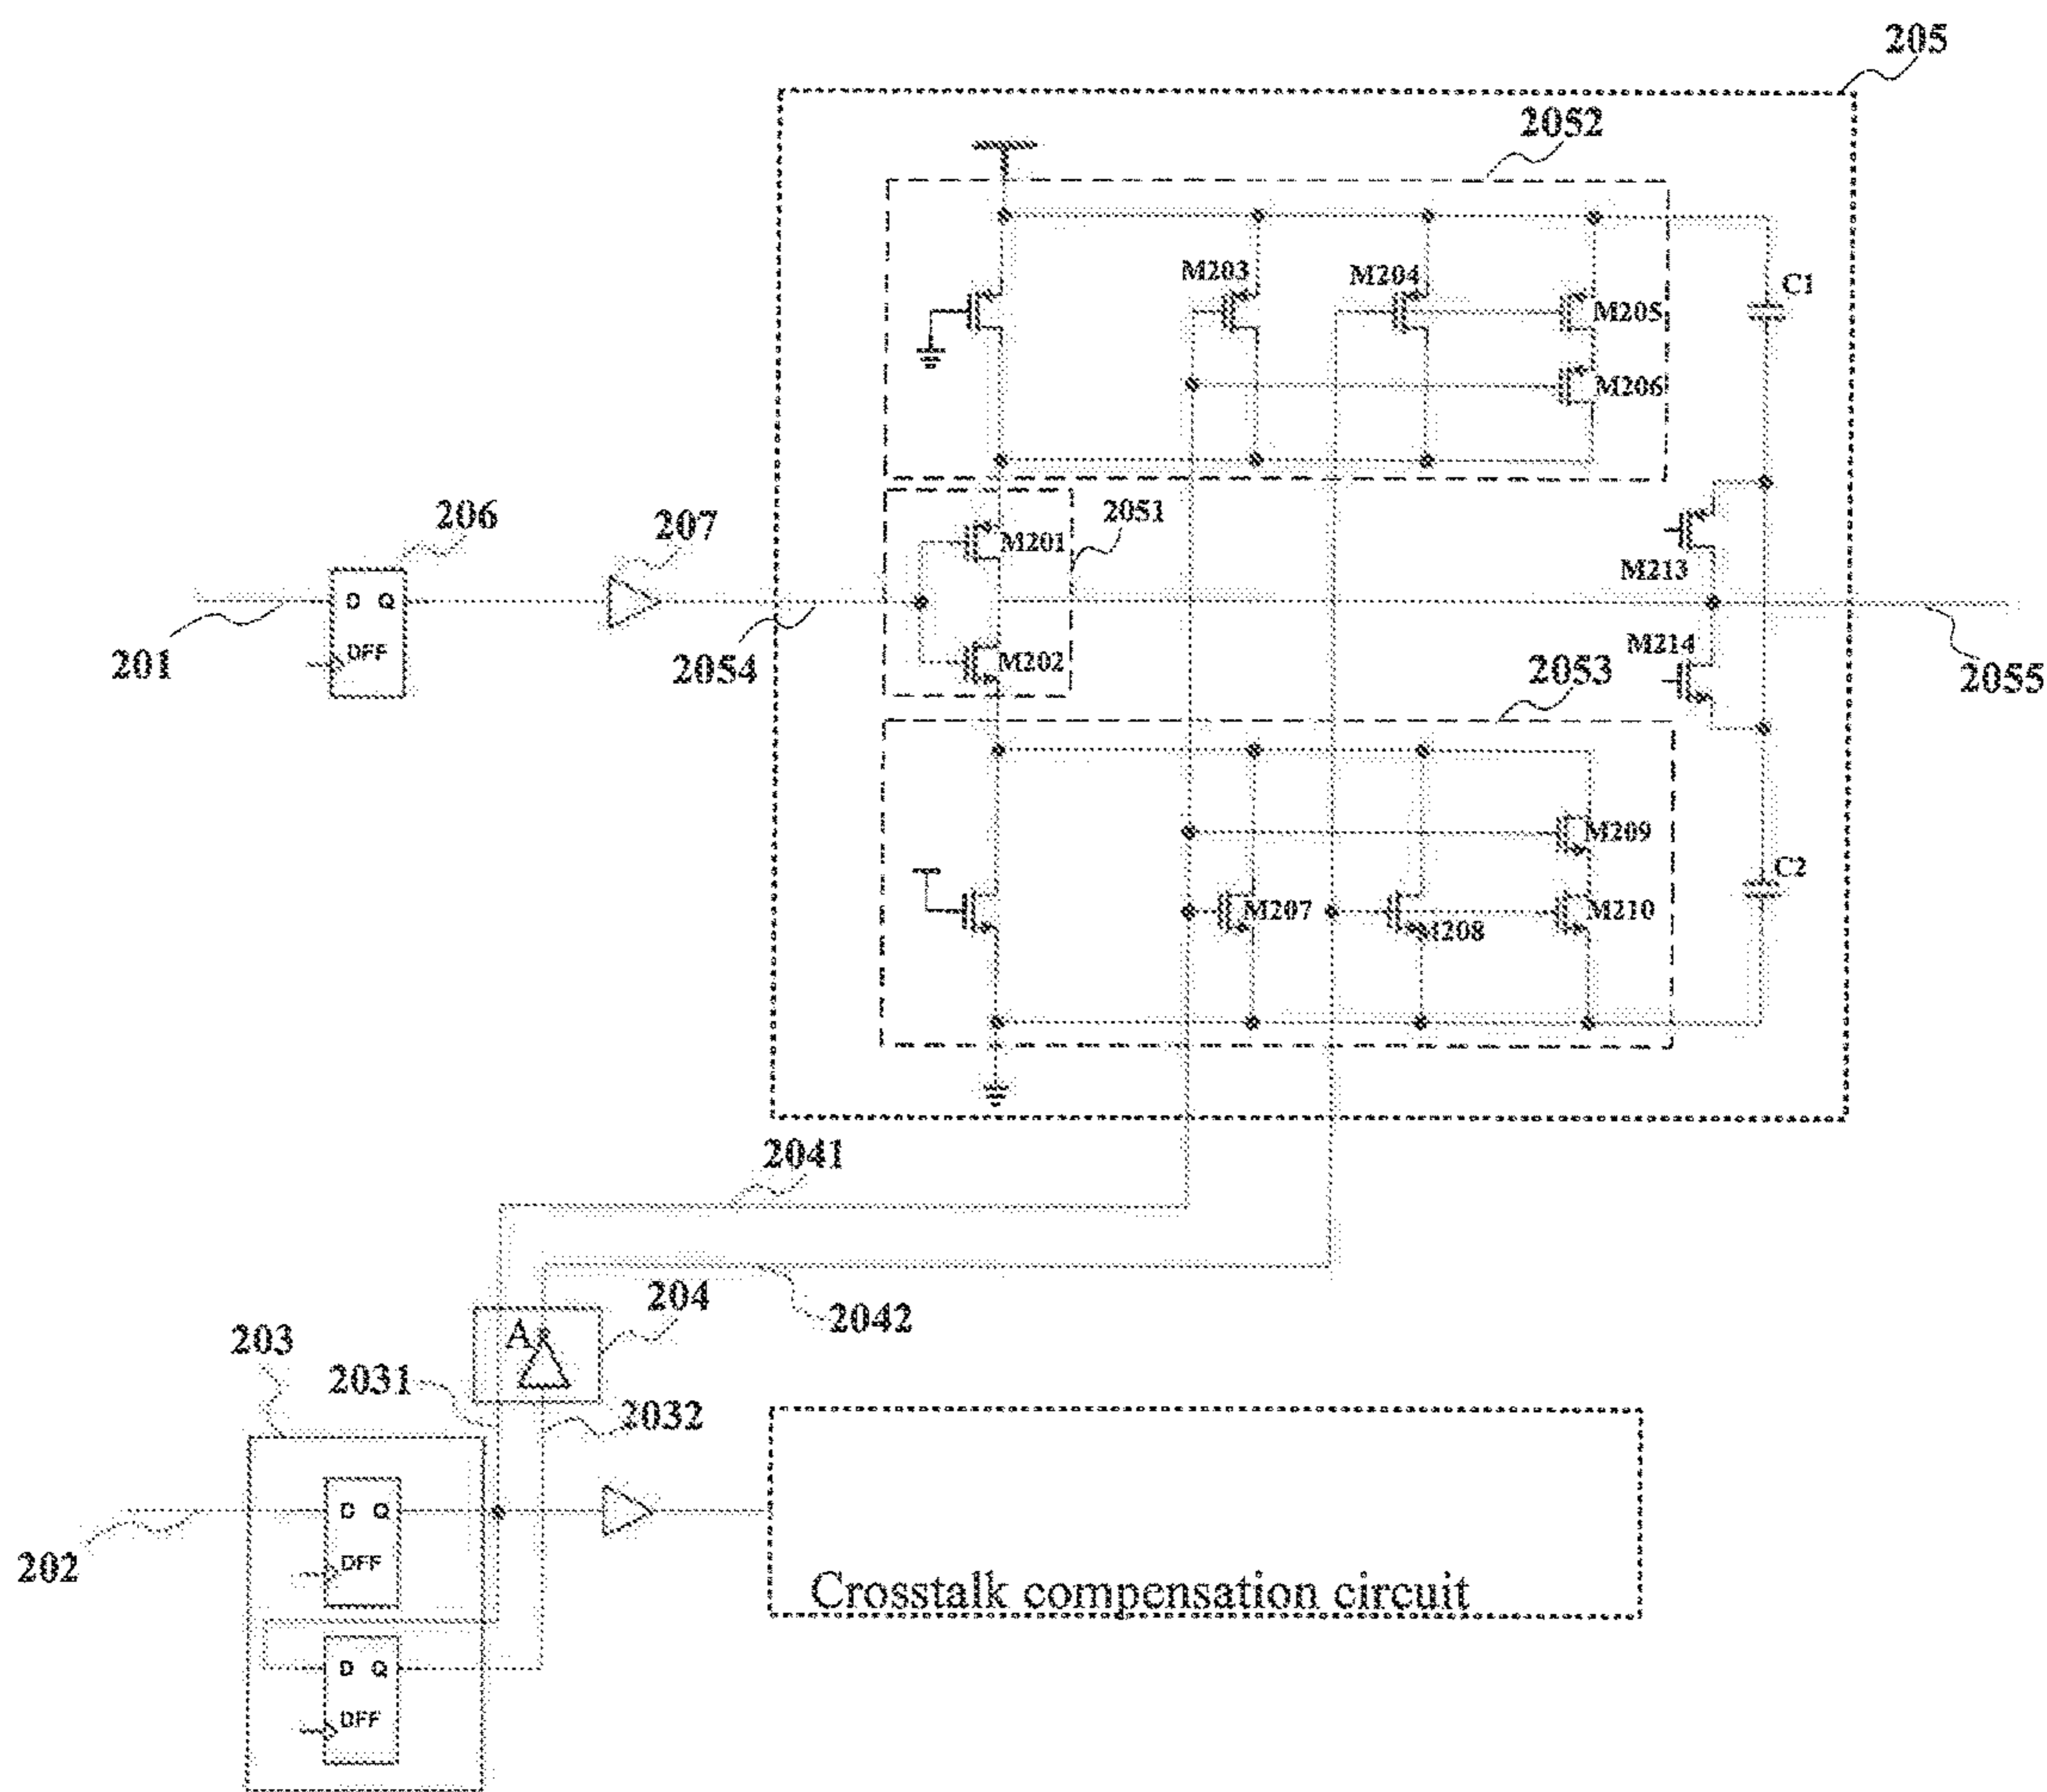 205
2052
M203
M204
C1
M205
M206
206
207
2051
M201
M213
D Q
DFF
201
2054
M202
M214
2053
2055
M209
C2
M207
M208
M210
2041
204
2042
A
203
2031
2032
D Q
DFF
202
Crosstalk compensation circuit
D Q
DFF